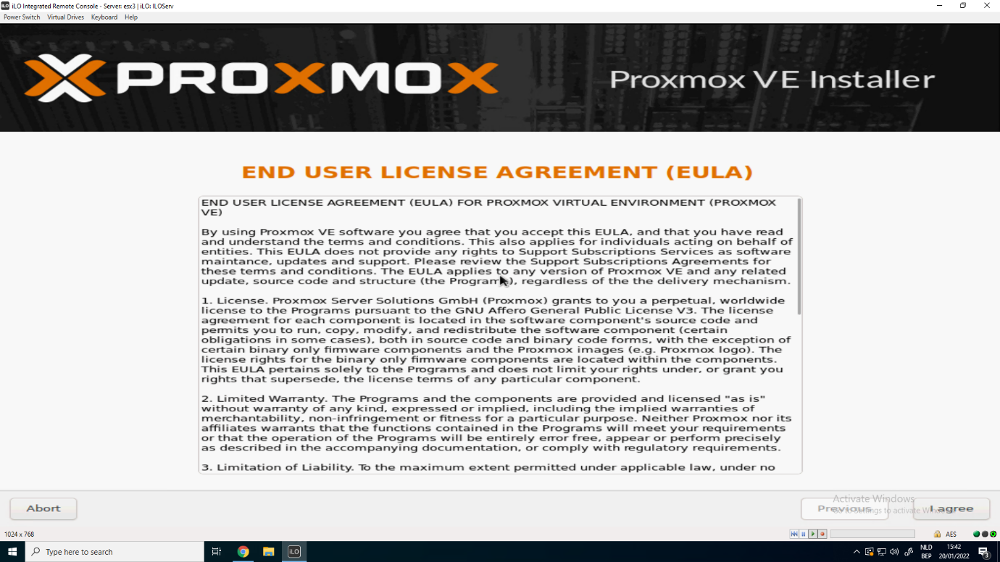 iLO Integrated Remote Console - Server: esx3 | iLO: ILOServ
Power Switch Virtual Drives Keyboard Help
PROXMOX
Proxmox VE Installer
END USER LICENSE AGREEMENT (EULA)
END USER LICENSE AGREEMENT (EULA) FOR PROXMOX VIRTUAL ENVIRONMENT (PROXMOX
VE)
By using Proxmox VE software you agree that you accept this EULA, and that you have read
and understand the terms and conditions. This also applies for individuals acting on behalf of
entities. This EULA does not provide any rights to Support Subscriptions Services as software
maintance, updates and support. Please review the Support Subscriptions Agreements for
these terms and conditions. The EULA applies to any version of Proxmox VE and any related
update, source code and structure (the Programs), regardless of the the delivery mechanism.
1. License. Proxmox Server Solutions GmbH (Proxmox) grants to you a perpetual, worldwide
license to the Programs pursuant to the GNU Affero General Public License V3. The license
agreement for each component is located in the software component's source code and
permits you to run, copy, modify, and redistribute the software component (certain
obligations in some cases), both in source code and binary code forms, with the exception of
certain binary only firmware components and the Proxmox images (e.g. Proxmox logo). The
license rights for the binary only firmware components are located within the components.
This EULA pertains solely to the Programs and does not limit your rights under, or grant you
rights that supersede, the license terms of any particular component.
2. Limited Warranty. The Programs and the components are provided and licensed "as is"
without warranty of any kind, expressed or implied, including the implied warranties of
merchantability, non-infringement or fitness for a particular purpose. Neither Proxmox nor its
affiliates warrants that the functions contained in the Programs will meet your requirements
or that the operation of the Programs will be entirely error free, appear or perform precisely
as described in the accompanying documentation, or comply with regulatory requirements.
3. Limitation of Liability. To the maximum extent permitted under applicable law, under no
Abort
Previous
I agree
Activate Windows
Go to Settings to activate Windows.
1024 x 768
AES
Type here to search
iLO
NLD
BEP
15:42
20/01/2022
3